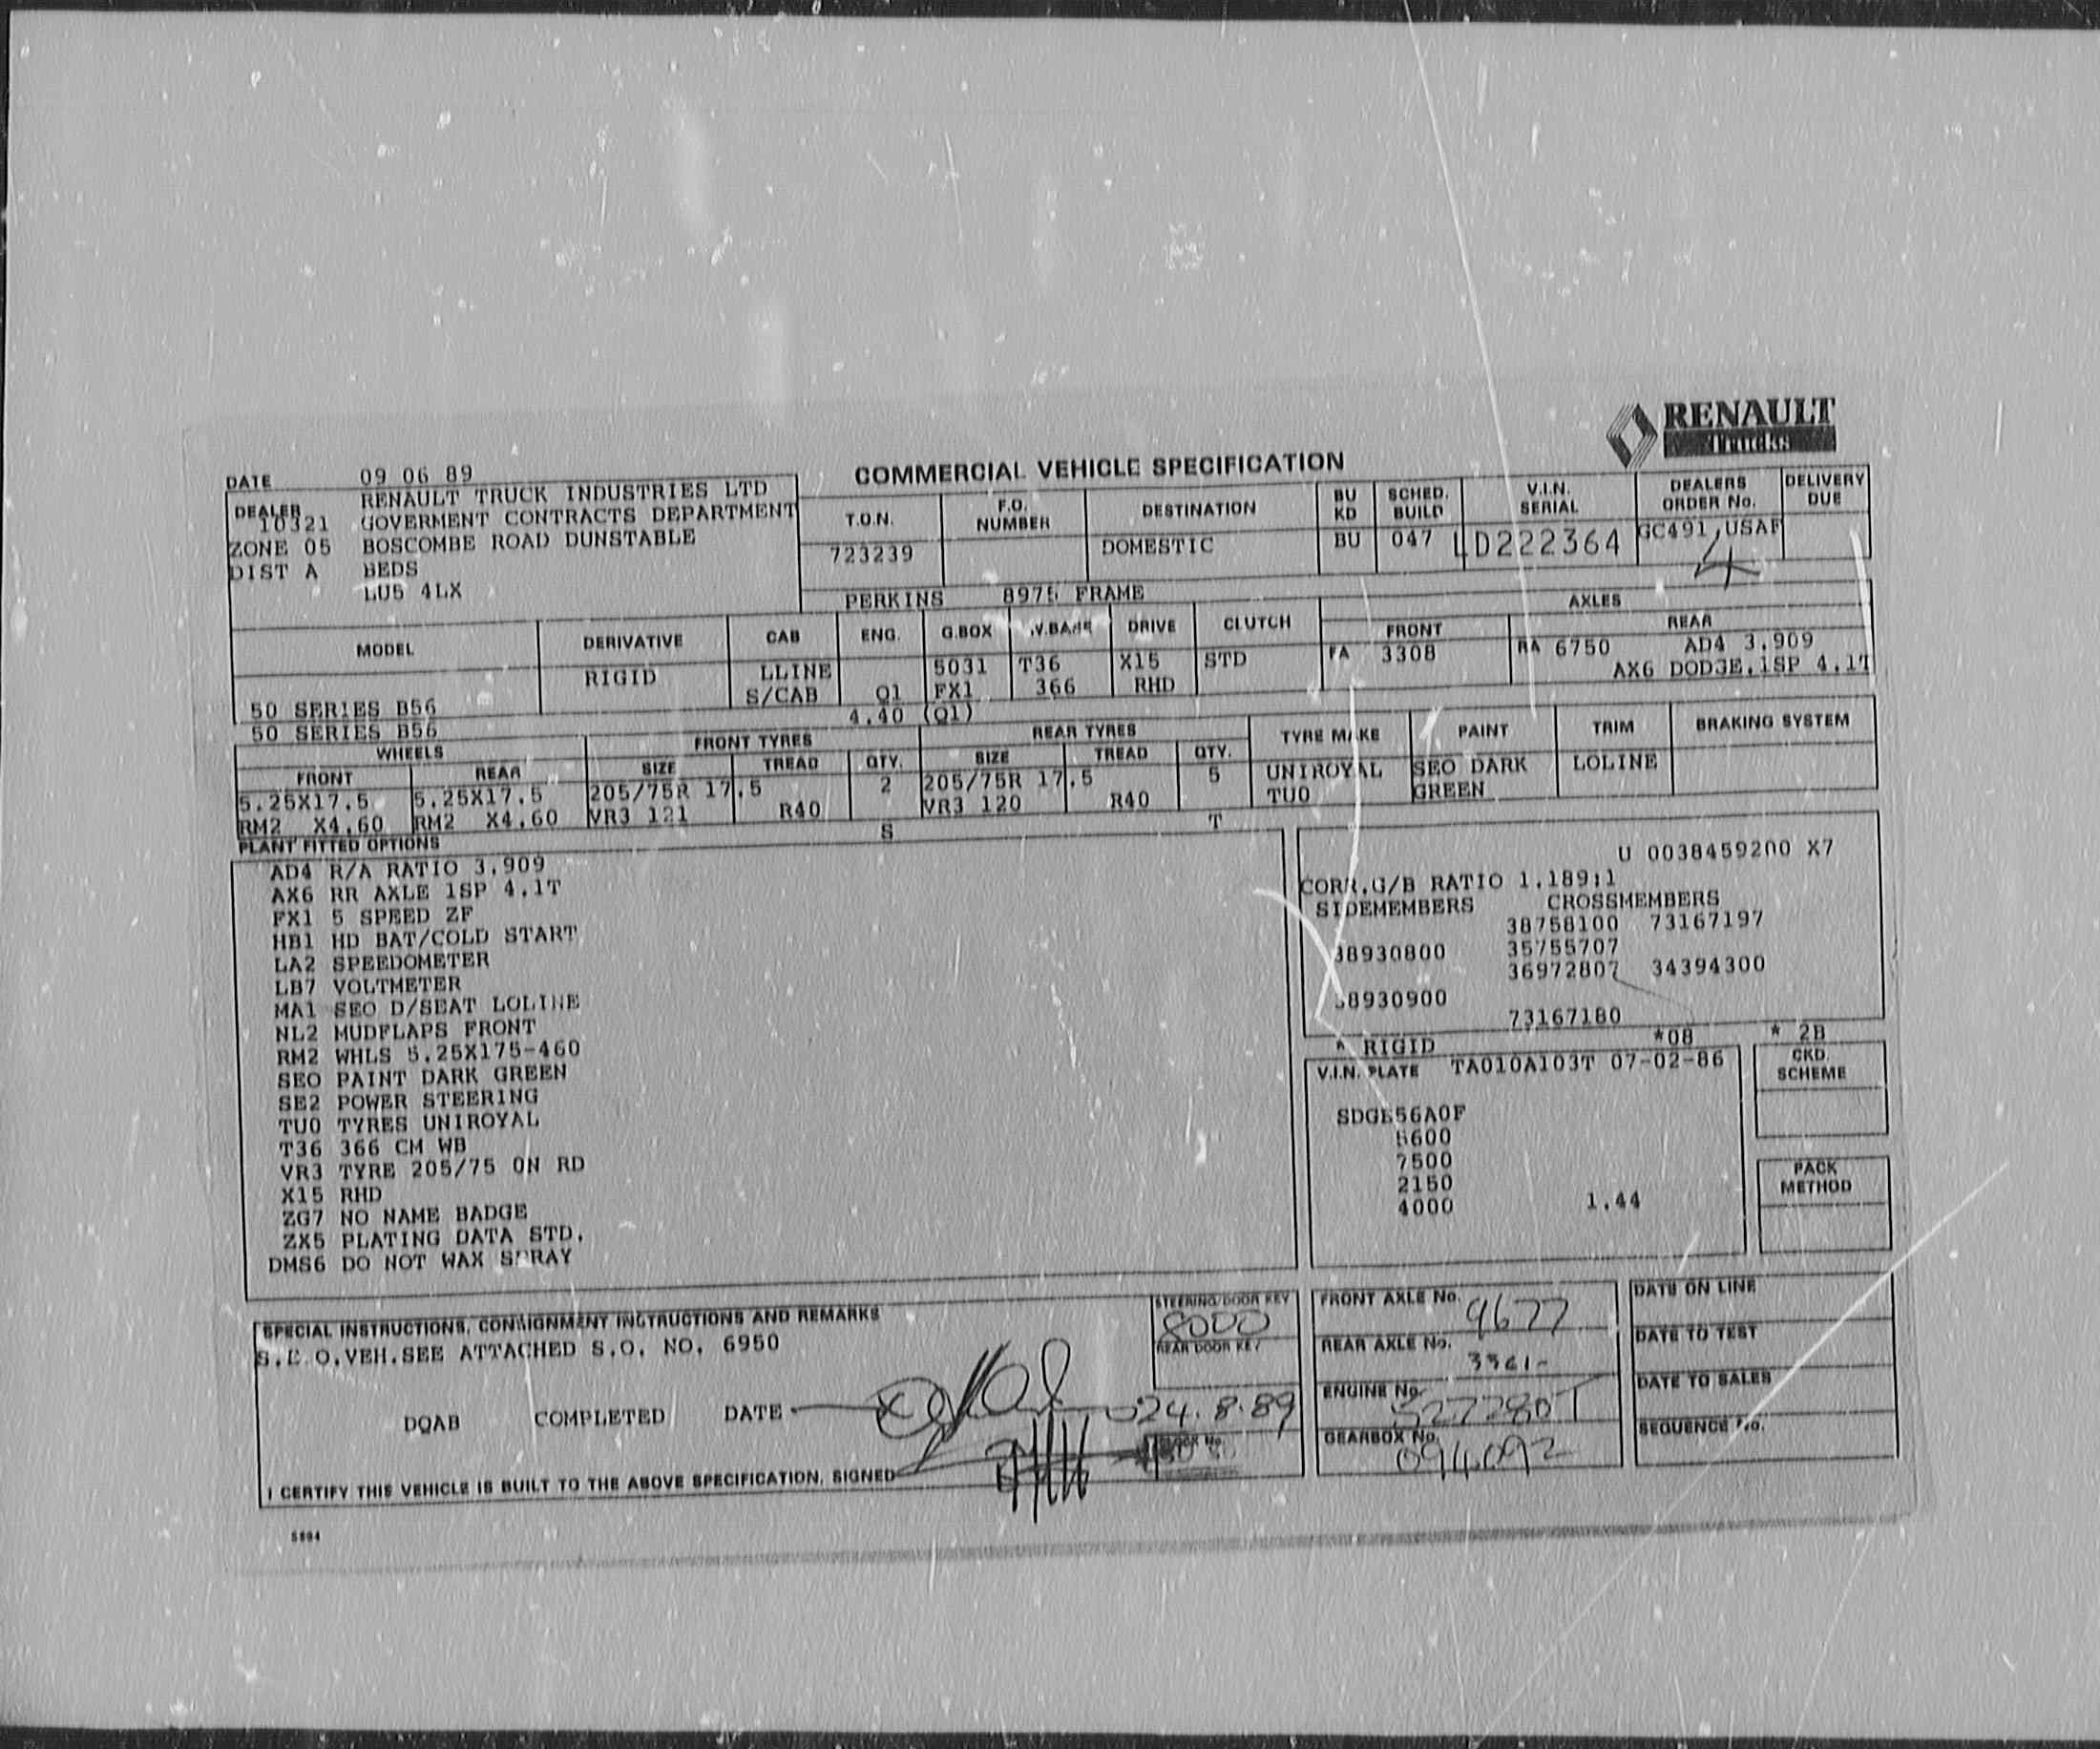 RENAULT
Trucks
COMMERCIAL VEHICLE SPECIFICATION
DATE 09 06 89
DEALER RENAULT TRUCK INDUSTRIES LTD
10321 GOVERMENT CONTRACTS DEPARTMENT
ZONE 05 BOSCOMBE ROAD DUNSTABLE
DIST A BEDS
LU5 4LX
T.O.N. F.O. NUMBER DESTINATION BU KD SCHED. BUILD V.I.N. SERIAL DEALERS ORDER No. DELIVERY DUE
723239 DOMESTIC BU 047 LD222364 GC491,USAF
4
PERKINS 8975 FRAME
MODEL DERIVATIVE CAB ENG. G.BOX W.BASE DRIVE CLUTCH AXLES
FRONT REAR
RIGID LLINE 5031 T36 X15 STD FA 3308 RA 6750 AD4 3.909
S/CAB Q1 FX1 366 RHD AX6 DODGE.1SP 4.1T
50 SERIES B56 4.40 (Q1)
50 SERIES B56
WHEELS FRONT TYRES REAR TYRES TYRE MAKE PAINT TRIM BRAKING SYSTEM
FRONT REAR SIZE TREAD QTY. SIZE TREAD QTY.
5.25X17.5 5.25X17.5 205/75R 17.5 2 205/75R 17.5 5 UNIROYAL SEO DARK LOLINE
RM2 X4.60 RM2 X4.60 VR3 121 R40 VR3 120 R40 TU0 GREEN
S T
PLANT FITTED OPTIONS
AD4 R/A RATIO 3.909
AX6 RR AXLE 1SP 4.1T
FX1 5 SPEED ZF
HB1 HD BAT/COLD START
LA2 SPEEDOMETER
LB7 VOLTMETER
MA1 SEO D/SEAT LOLINE
NL2 MUDFLAPS FRONT
RM2 WHLS 5.25X175-460
SEO PAINT DARK GREEN
SE2 POWER STEERING
TU0 TYRES UNIROYAL
T36 366 CM WB
VR3 TYRE 205/75 ON RD
X15 RHD
ZG7 NO NAME BADGE
ZX5 PLATING DATA STD.
DMS6 DO NOT WAX SPRAY
U 0038459200 X7
CORR.G/B RATIO 1.189:1
SIDEMEMBERS CROSSMEMBERS
38758100 73167197
38930800 35755707
36972807 34394300
38930900
73167180
* RIGID *08 * 2B
V.I.N. PLATE TA010A103T 07-02-86
SDGE56A0F
5600
7500
2150
4000 1.44
CKD. SCHEME
PACK METHOD
SPECIAL INSTRUCTIONS, CONSIGNMENT INSTRUCTIONS AND REMARKS
S.E.O.VEH.SEE ATTACHED S.O. NO. 6950
DQAB COMPLETED DATE 24.8.89
I CERTIFY THIS VEHICLE IS BUILT TO THE ABOVE SPECIFICATION, SIGNED
STEERING/DOOR KEY
8000
REAR DOOR KEY
FRONT AXLE No. 9677
REAR AXLE No. 3361-
ENGINE No.
GEARBOX No.
DATE ON LINE
DATE TO TEST
DATE TO SALES
SEQUENCE No.